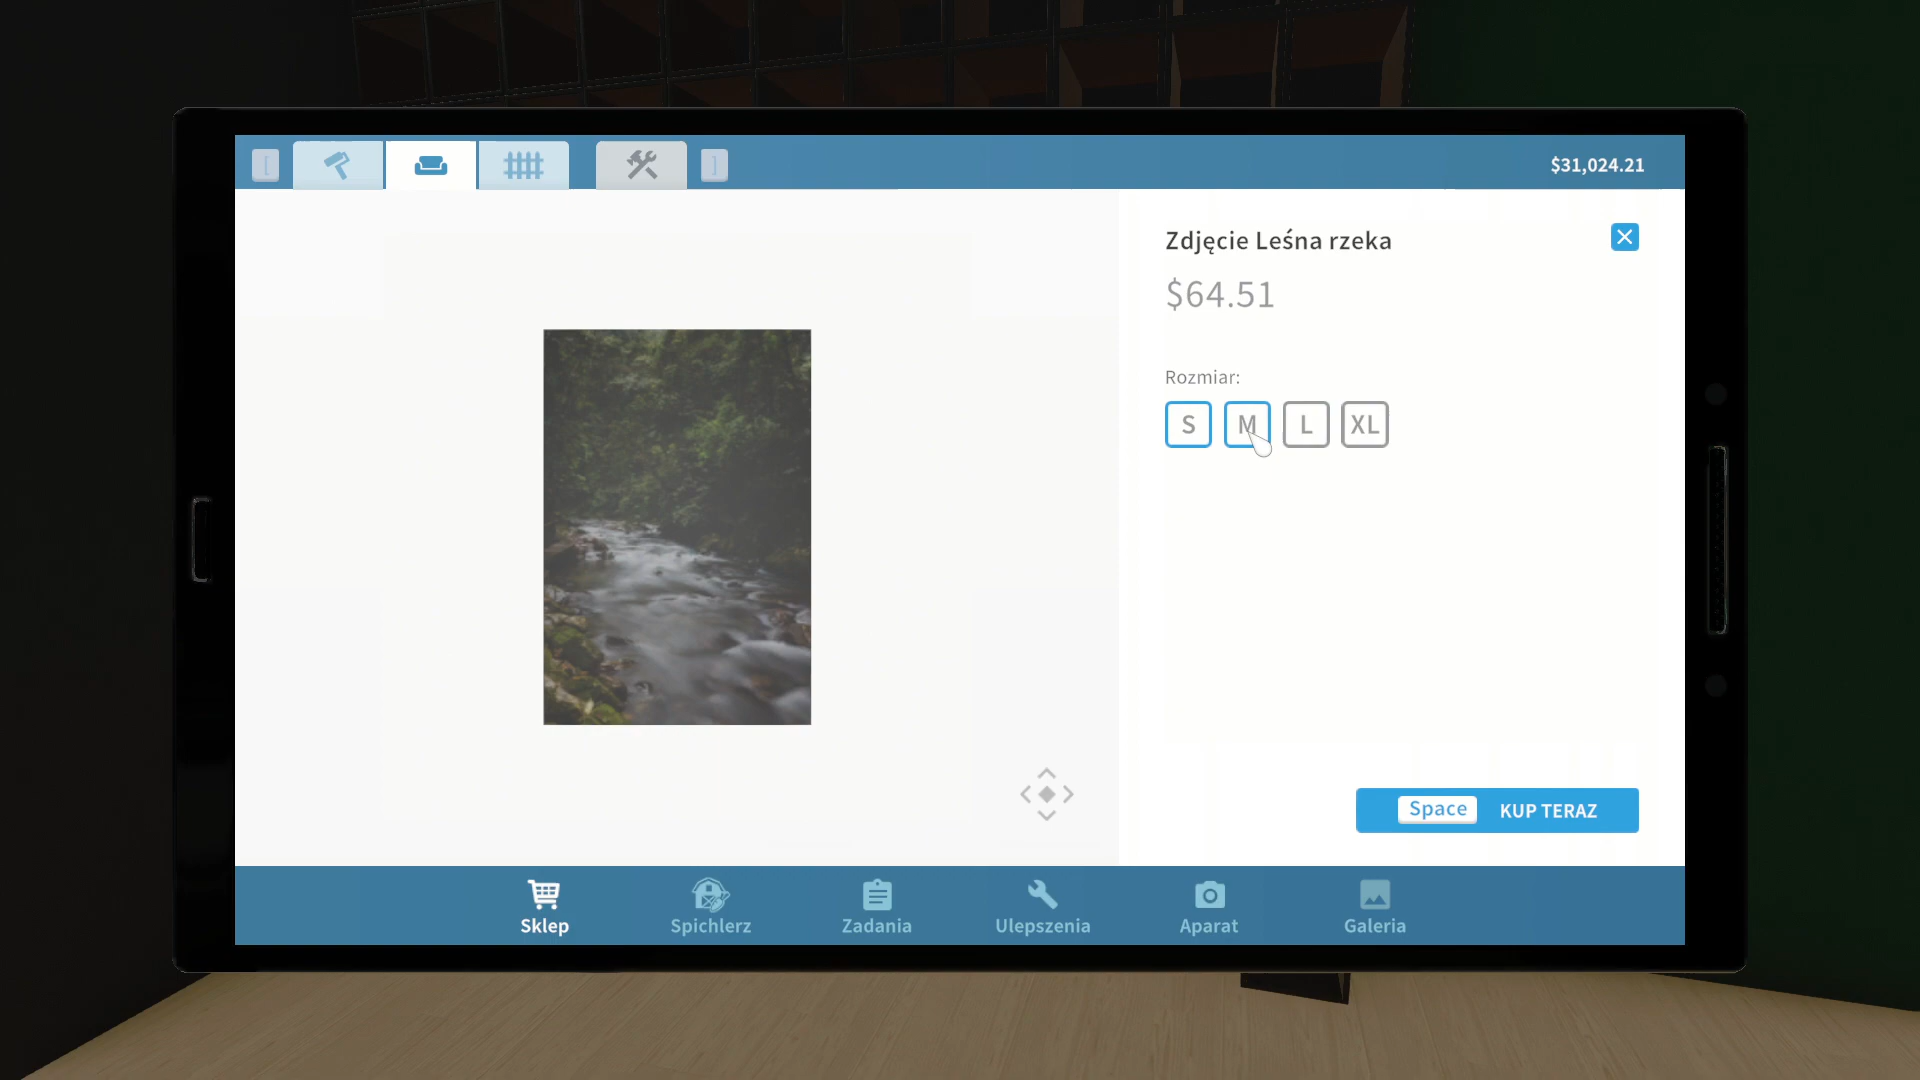 [
]
$31,024.21
Zdjęcie Leśna rzeka
$64.51
Rozmiar:
S M L XL
Space KUP TERAZ
Sklep Spichlerz Zadania Ulepszenia Aparat Galeria